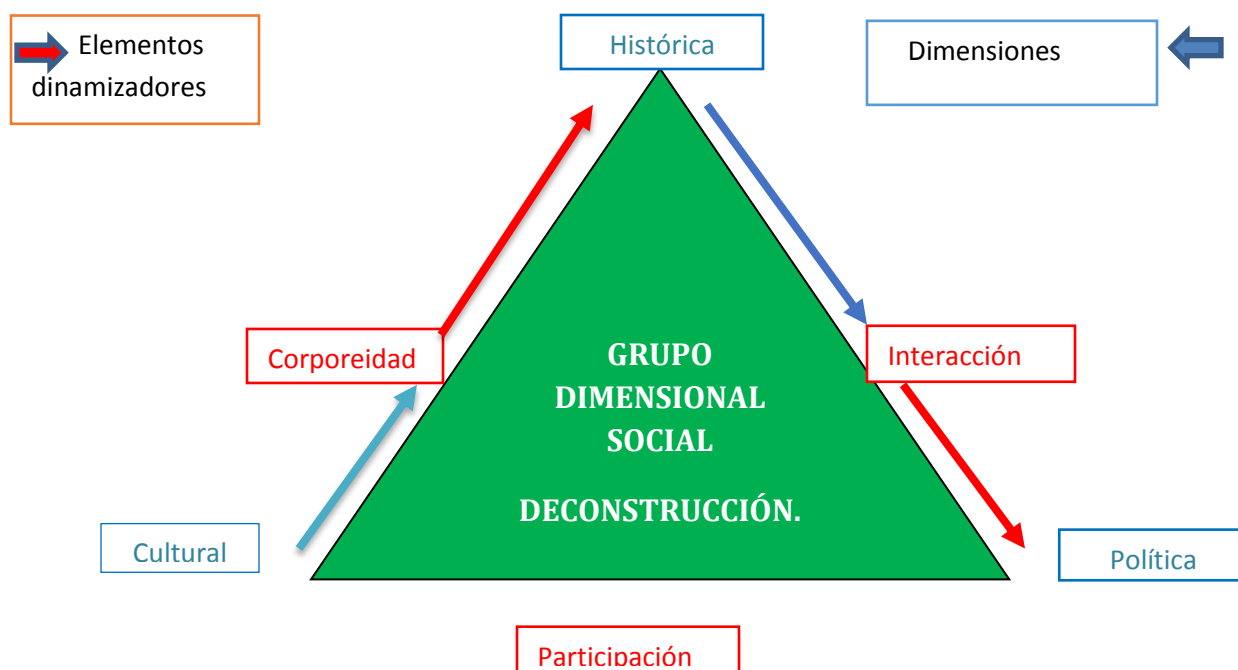 Elementos
dinamizadores
Histórica
Dimensiones
Corporeidad
Interacción
GRUPO
DIMENSIONAL
SOCIAL
DECONSTRUCCIÓN.
Cultural
Política
Participación